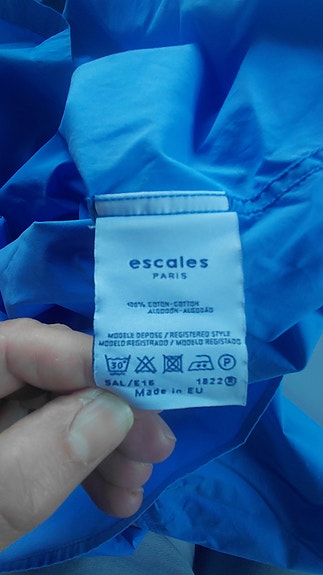 escales
PARIS
100% COTON-COTTON
ALGODÓN-ALGODÃO
MODELE DEPOSE / REGISTERED STYLE
MODELO REGISTRADO / MODELO REGISTADO
30° P
SAL/E16 1822 ®
Made in EU